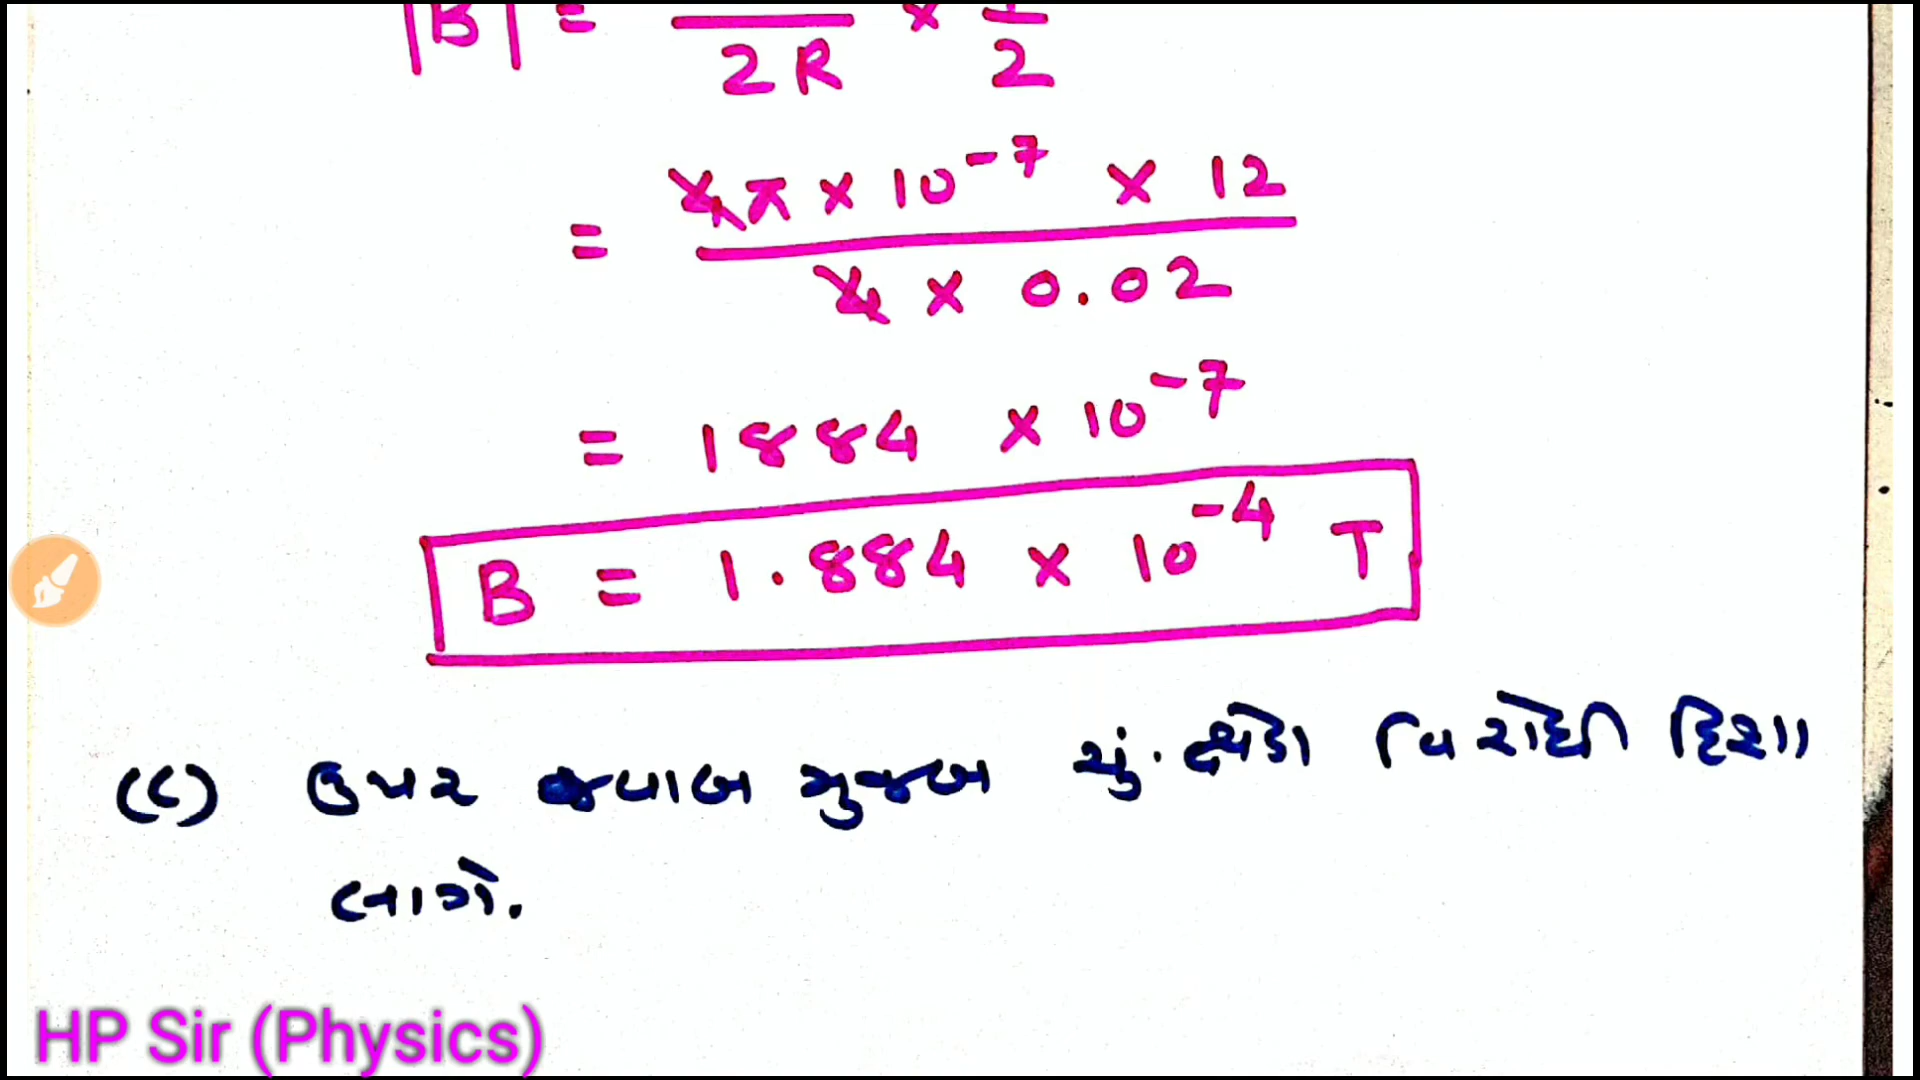 |B| =
2R × 2
= 4π × 10⁻⁷ × 12
4 × 0.02
= 1884 × 10⁻⁷
B = 1.884 × 10⁻⁴ T
(C) ઉપર જવાબ મુજબ ચું. ક્ષેત્રો વિરોધી દિશા
લાગે.
HP Sir (Physics)